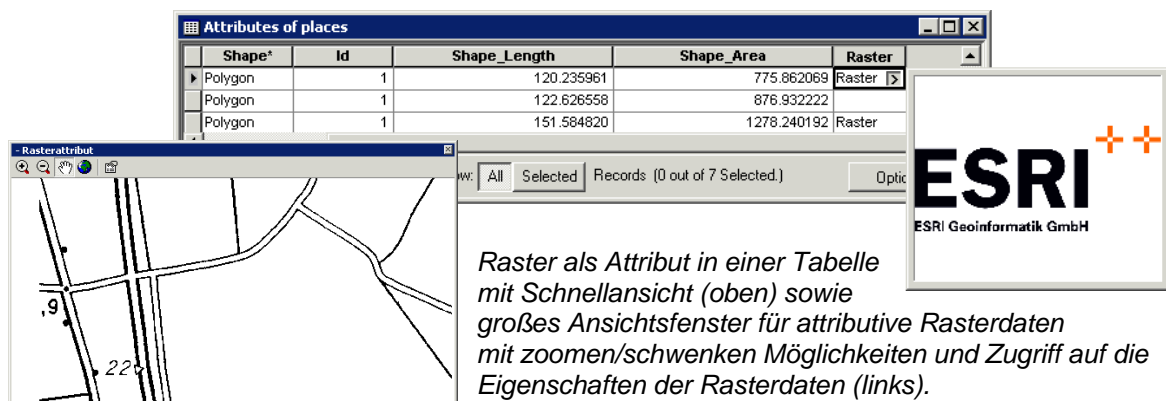 Attributes of places
Shape* Id Shape_Length Shape_Area Raster
Polygon 1 120.235961 775.862069 Raster
Polygon 1 122.626558 876.932222
Polygon 1 151.584820 1278.240192 Raster
ow: All Selected Records (0 out of 7 Selected.) Optic
- Rasterattribut
,9
22
ESRI
ESRI Geoinformatik GmbH
Raster als Attribut in einer Tabelle
mit Schnellansicht (oben) sowie
großes Ansichtsfenster für attributive Rasterdaten
mit zoomen/schwenken Möglichkeiten und Zugriff auf die
Eigenschaften der Rasterdaten (links).